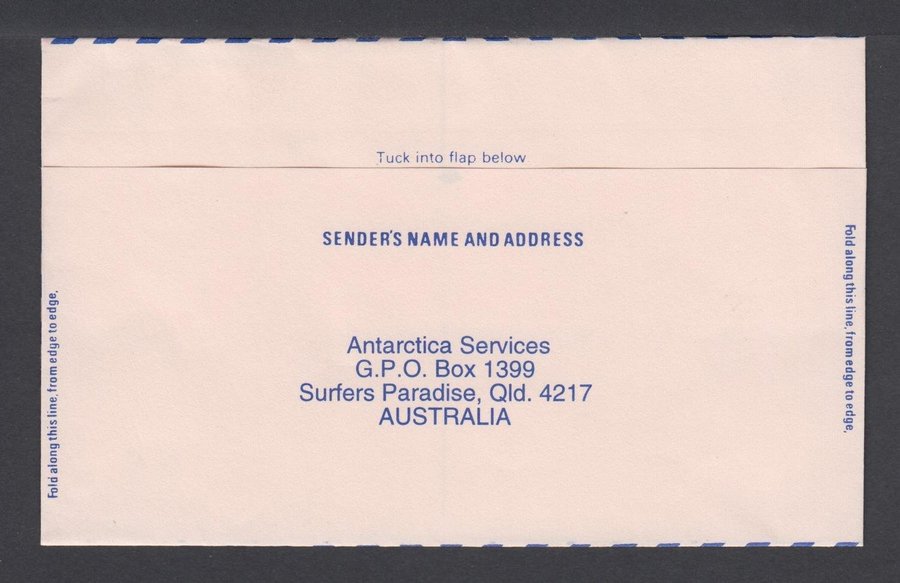 Tuck into flap below
SENDER'S NAME AND ADDRESS
Fold along this line, from edge to edge,
Antarctica Services
G.P.O. Box 1399
Surfers Paradise, Qld. 4217
AUSTRALIA
Fold along this line, from edge to edge,